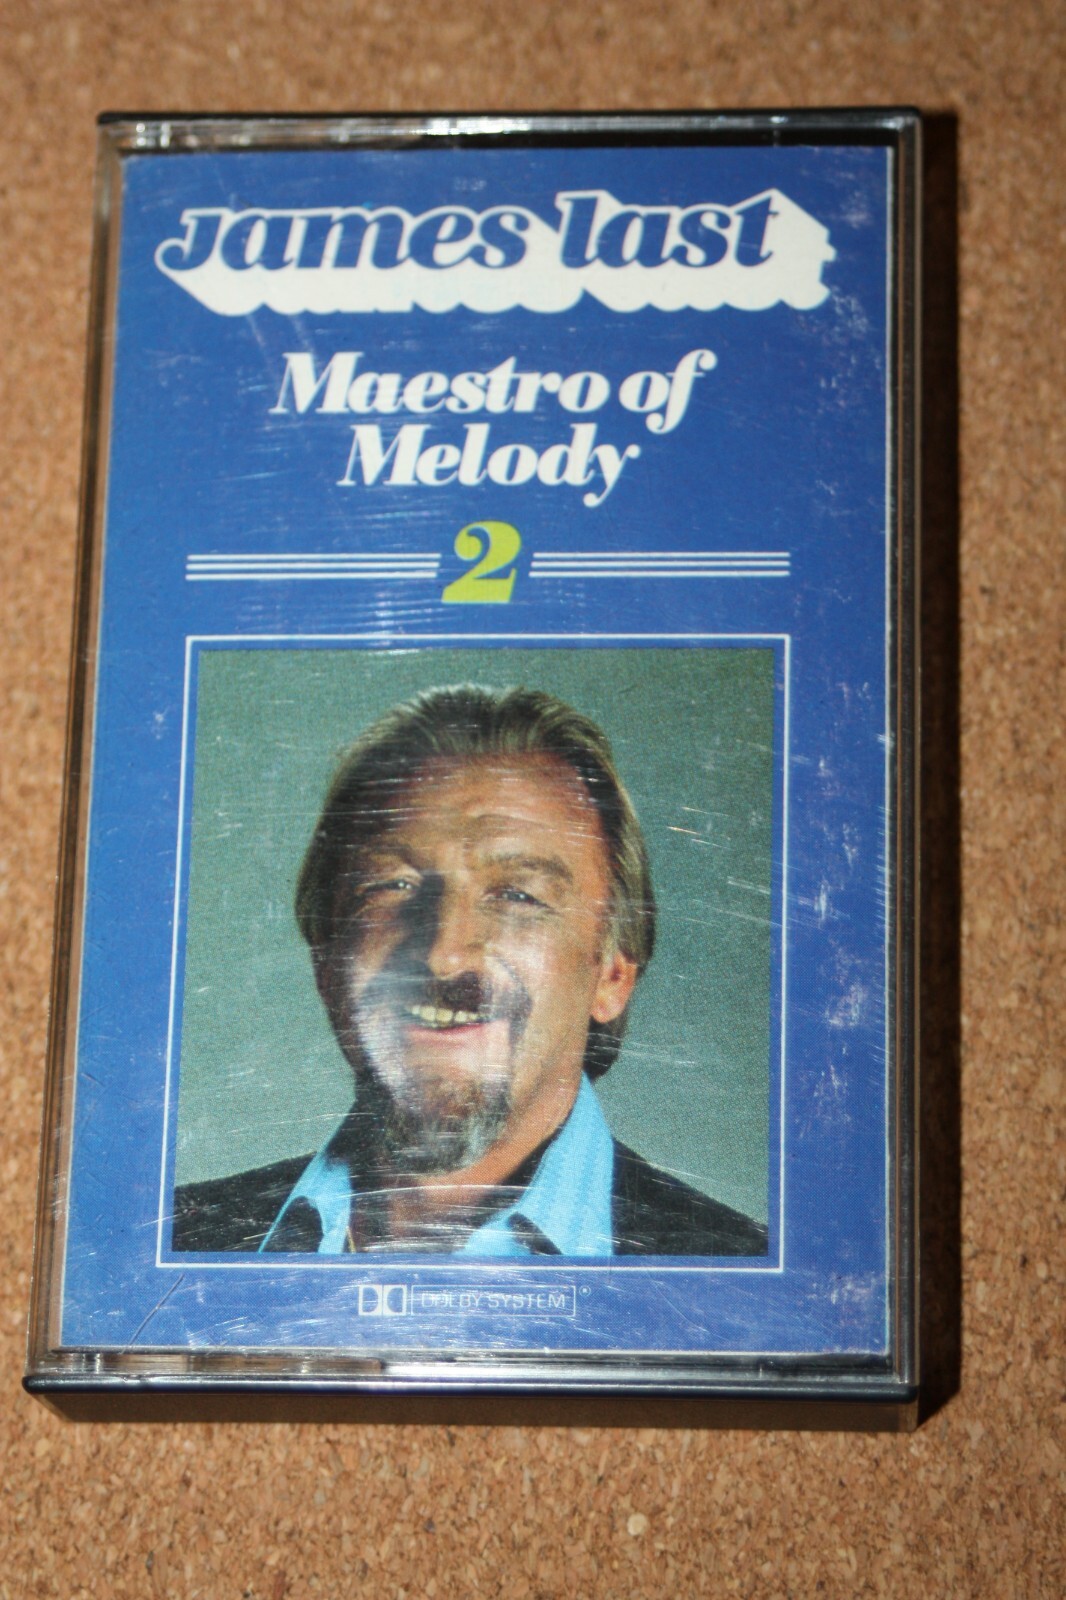 James last
Maestro of
Melody
2
DOLBY SYSTEM®